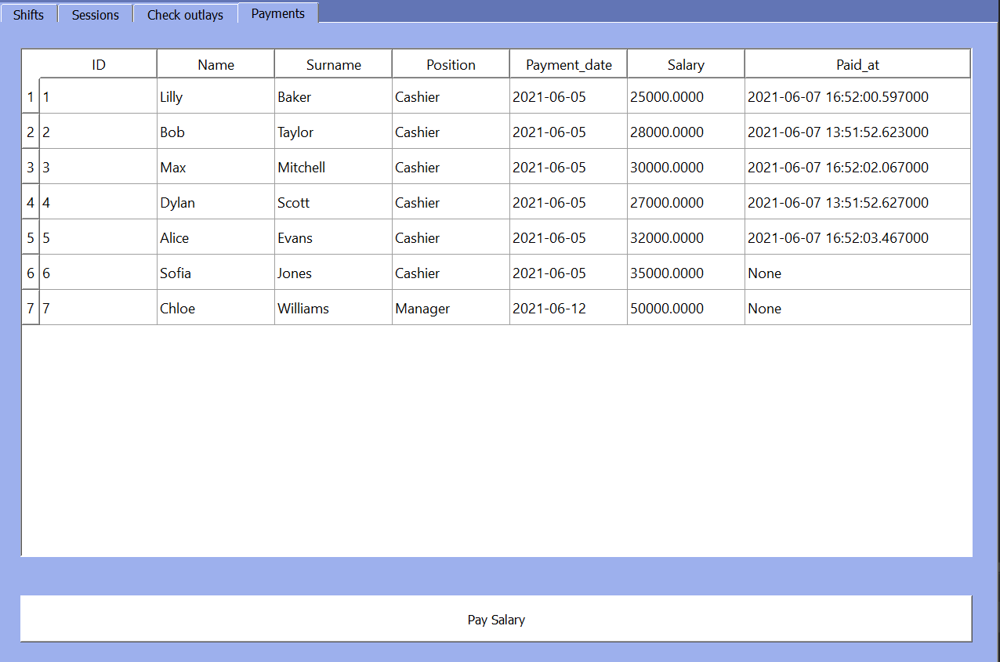 Shifts Sessions Check outlays Payments
ID Name Surname Position Payment_date Salary Paid_at
1 1 Lilly Baker Cashier 2021-06-05 25000.0000 2021-06-07 16:52:00.597000
2 2 Bob Taylor Cashier 2021-06-05 28000.0000 2021-06-07 13:51:52.623000
3 3 Max Mitchell Cashier 2021-06-05 30000.0000 2021-06-07 16:52:02.067000
4 4 Dylan Scott Cashier 2021-06-05 27000.0000 2021-06-07 13:51:52.627000
5 5 Alice Evans Cashier 2021-06-05 32000.0000 2021-06-07 16:52:03.467000
6 6 Sofia Jones Cashier 2021-06-05 35000.0000 None
7 7 Chloe Williams Manager 2021-06-12 50000.0000 None
Pay Salary